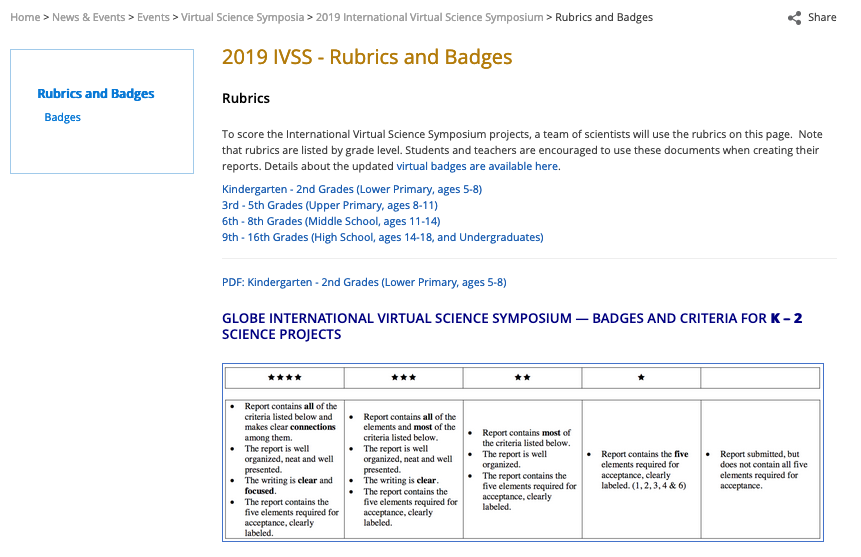 Home > News & Events > Events > Virtual Science Symposia > 2019 International Virtual Science Symposium > Rubrics and Badges
Share
Rubrics and Badges
Badges
2019 IVSS - Rubrics and Badges
Rubrics
To score the International Virtual Science Symposium projects, a team of scientists will use the rubrics on this page. Note
that rubrics are listed by grade level. Students and teachers are encouraged to use these documents when creating their
reports. Details about the updated virtual badges are available here.
Kindergarten - 2nd Grades (Lower Primary, ages 5-8)
3rd - 5th Grades (Upper Primary, ages 8-11)
6th - 8th Grades (Middle School, ages 11-14)
9th - 16th Grades (High School, ages 14-18, and Undergraduates)
PDF: Kindergarten - 2nd Grades (Lower Primary, ages 5-8)
GLOBE INTERNATIONAL VIRTUAL SCIENCE SYMPOSIUM — BADGES AND CRITERIA FOR K – 2
SCIENCE PROJECTS
★★★★
★★★
★★
★
• Report contains all of the
criteria listed below and
makes clear connections
among them.
• The report is well
organized, neat and well
presented.
• The writing is clear and
focused.
• The report contains the
five elements required for
acceptance, clearly
labeled.
• Report contains all of the
elements and most of the
criteria listed below.
• The report is well
organized, neat and well
presented.
• The writing is clear.
• The report contains the
five elements required for
acceptance, clearly
labeled.
• Report contains most of
the criteria listed below.
• The report is well
organized.
• The report contains the
five elements required for
acceptance, clearly
labeled.
• Report contains the five
elements required for
acceptance, clearly
labeled. (1, 2, 3, 4 & 6)
• Report submitted, but
does not contain all five
elements required for
acceptance.